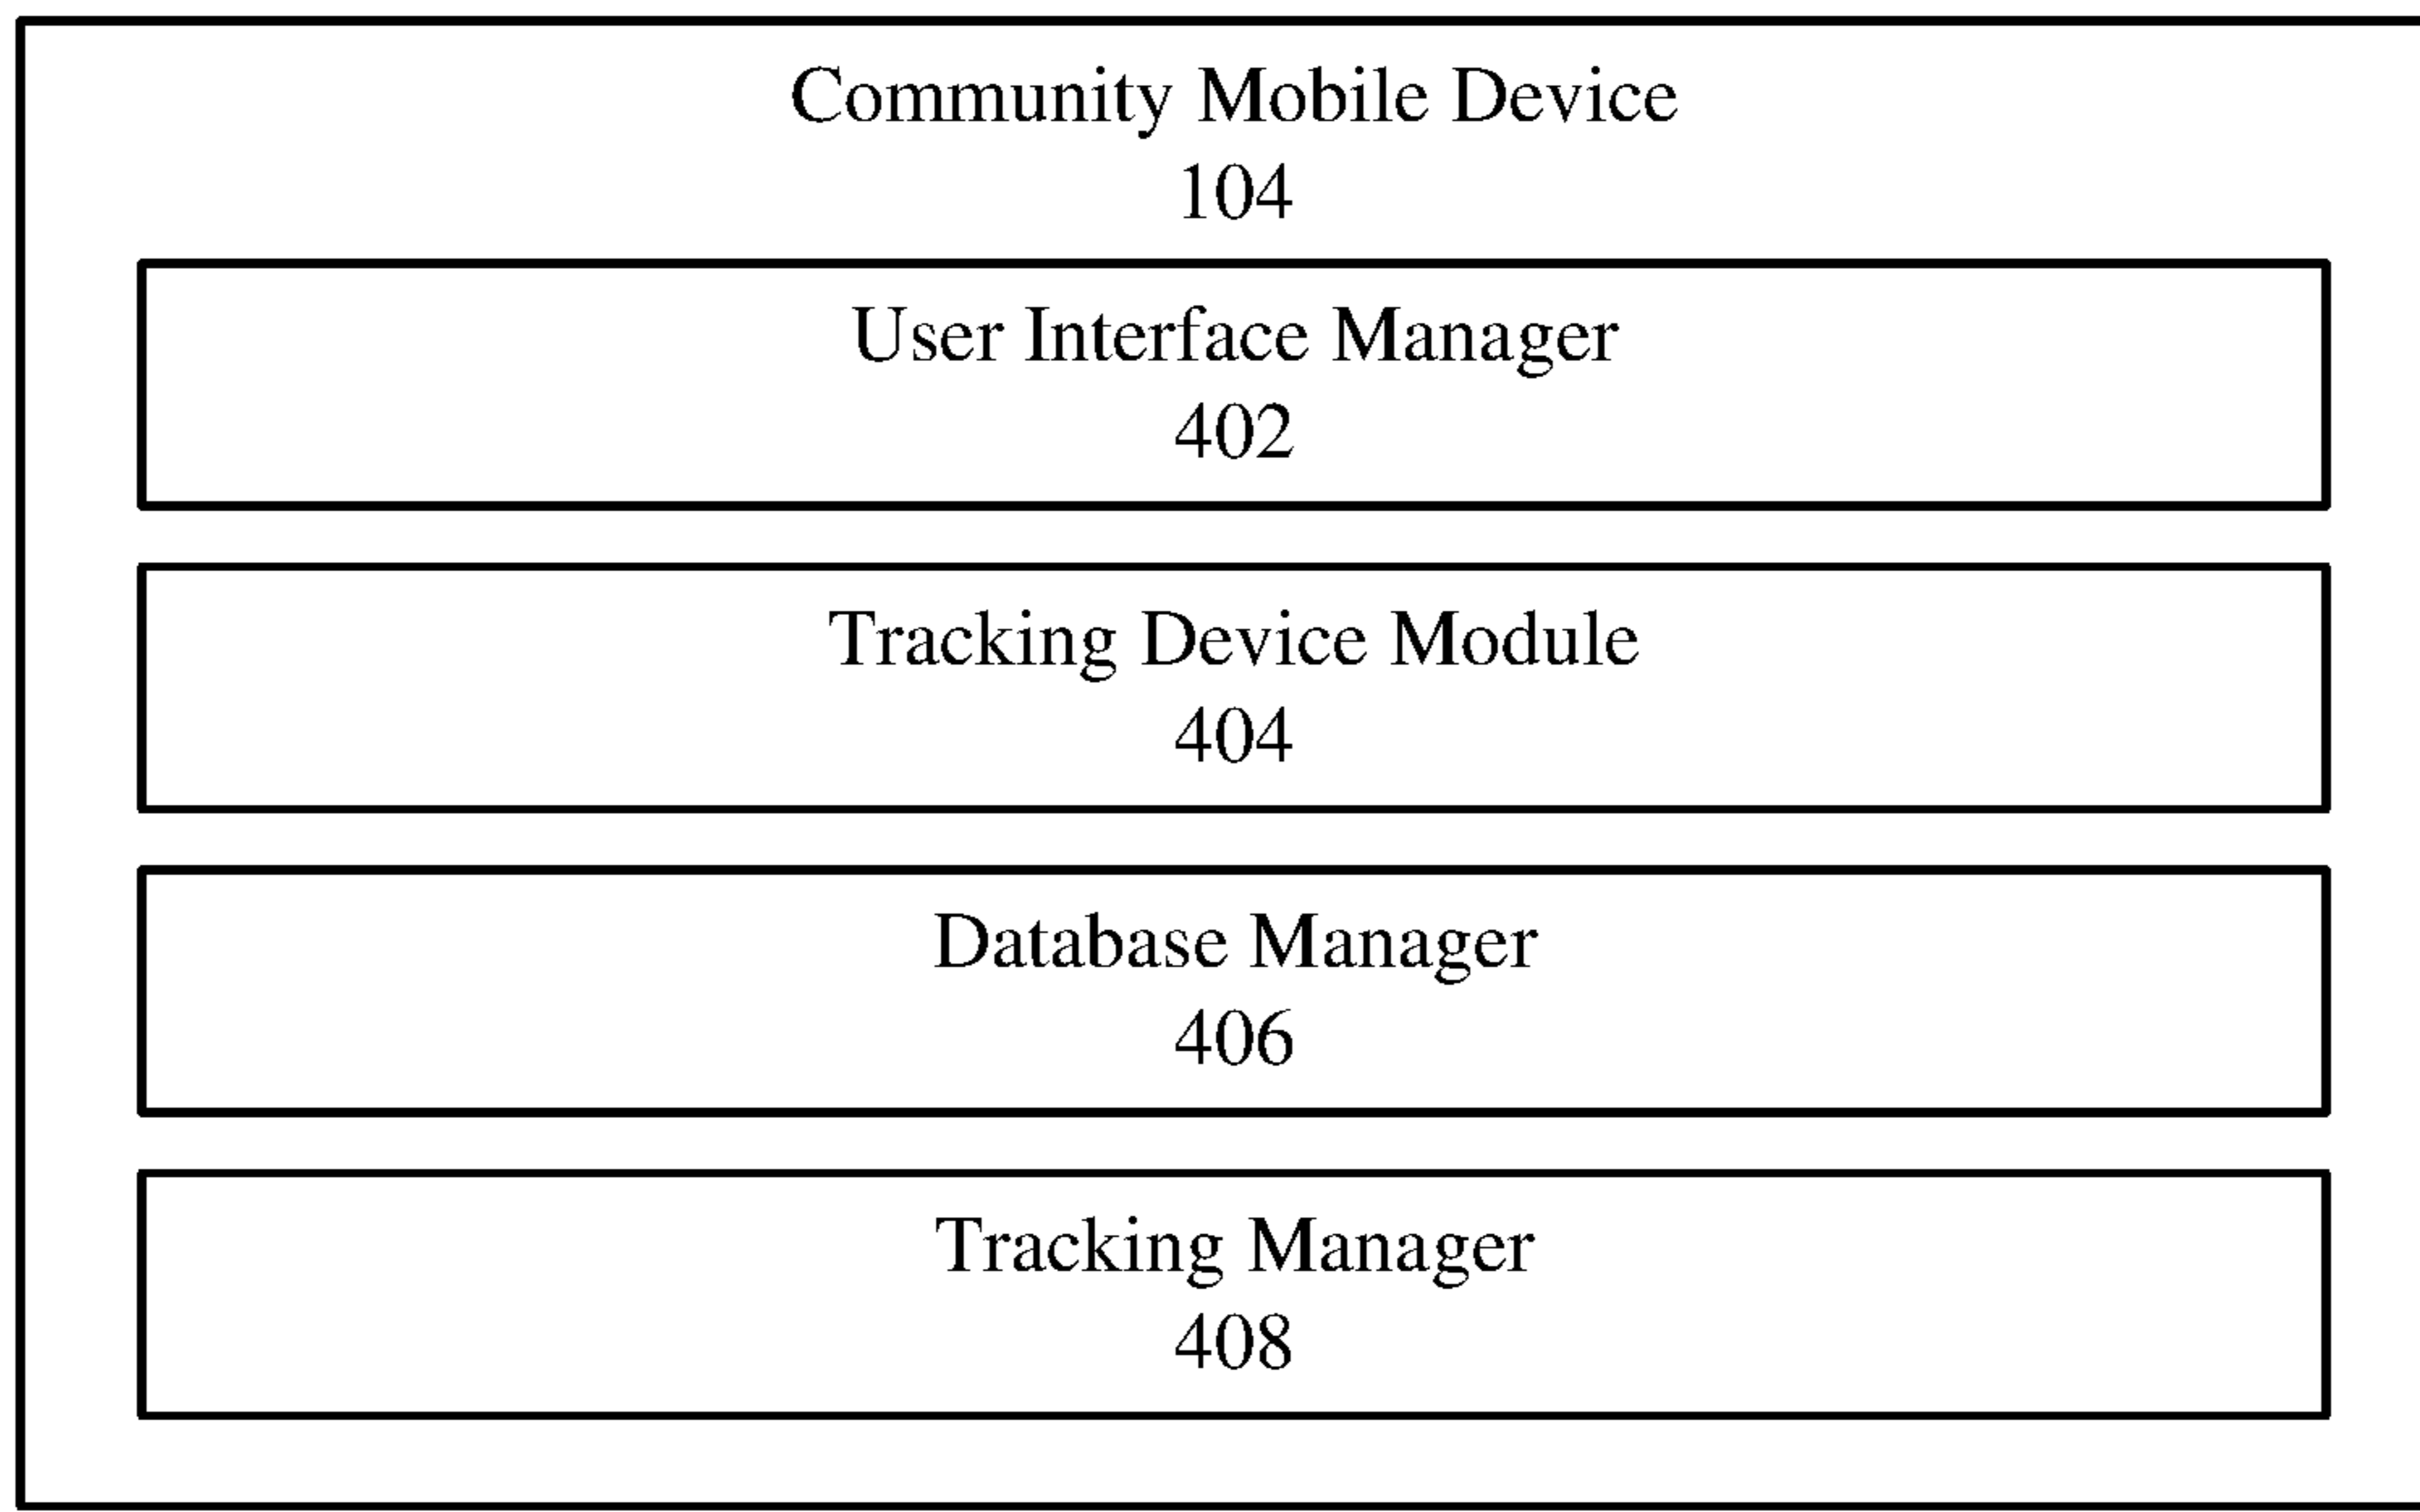 Community Mobile Device
104
User Interface Manager
402
Tracking Device Module
404
Database Manager
406
Tracking Manager
408